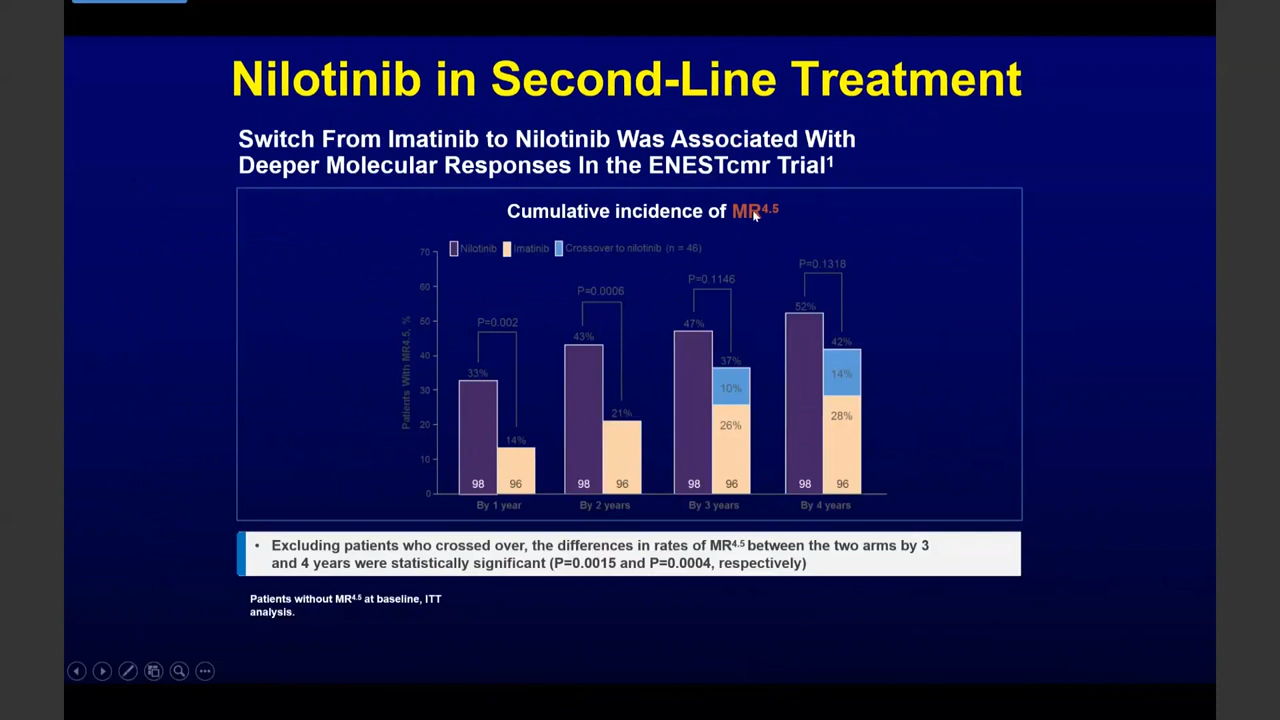 Nilotinib in Second-Line Treatment
Switch From Imatinib to Nilotinib Was Associated With
Deeper Molecular Responses In the ENESTcmr Trial¹
Cumulative incidence of MR⁴·⁵
Nilotinib Imatinib Crossover to nilotinib (n = 46)
Patients With MR4.5, %
70
60
50
40
30
20
10
0
P=0.002
33%
14%
98
96
By 1 year
P=0.0006
43%
21%
98
96
By 2 years
P=0.1146
47%
37%
10%
26%
98
96
By 3 years
P=0.1318
52%
42%
14%
28%
98
96
By 4 years
• Excluding patients who crossed over, the differences in rates of MR⁴·⁵ between the two arms by 3
and 4 years were statistically significant (P=0.0015 and P=0.0004, respectively)
Patients without MR⁴·⁵ at baseline, ITT
analysis.